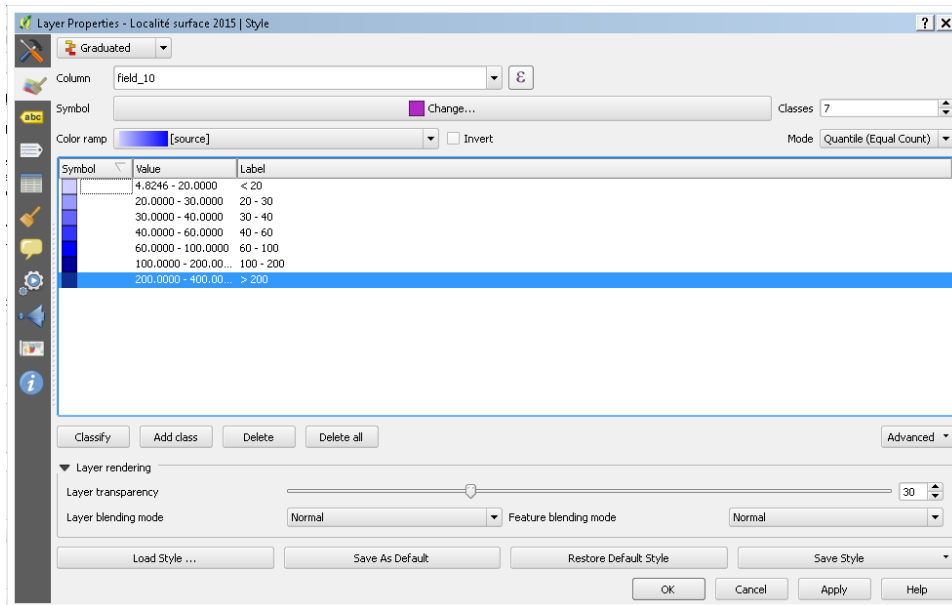 Layer Properties - Localité surface 2015 | Style
Graduated
Column field_10 ε
Symbol Change... Classes 7
Color ramp [source] Invert Mode Quantile (Equal Count)
Symbol Value Label
4.8246 - 20.0000 < 20
20.0000 - 30.0000 20 - 30
30.0000 - 40.0000 30 - 40
40.0000 - 60.0000 40 - 60
60.0000 - 100.0000 60 - 100
100.0000 - 200.00... 100 - 200
200.0000 - 400.00... > 200
Classify Add class Delete Delete all Advanced
Layer rendering
Layer transparency 30
Layer blending mode Normal Feature blending mode Normal
Load Style ... Save As Default Restore Default Style Save Style
OK Cancel Apply Help
abc